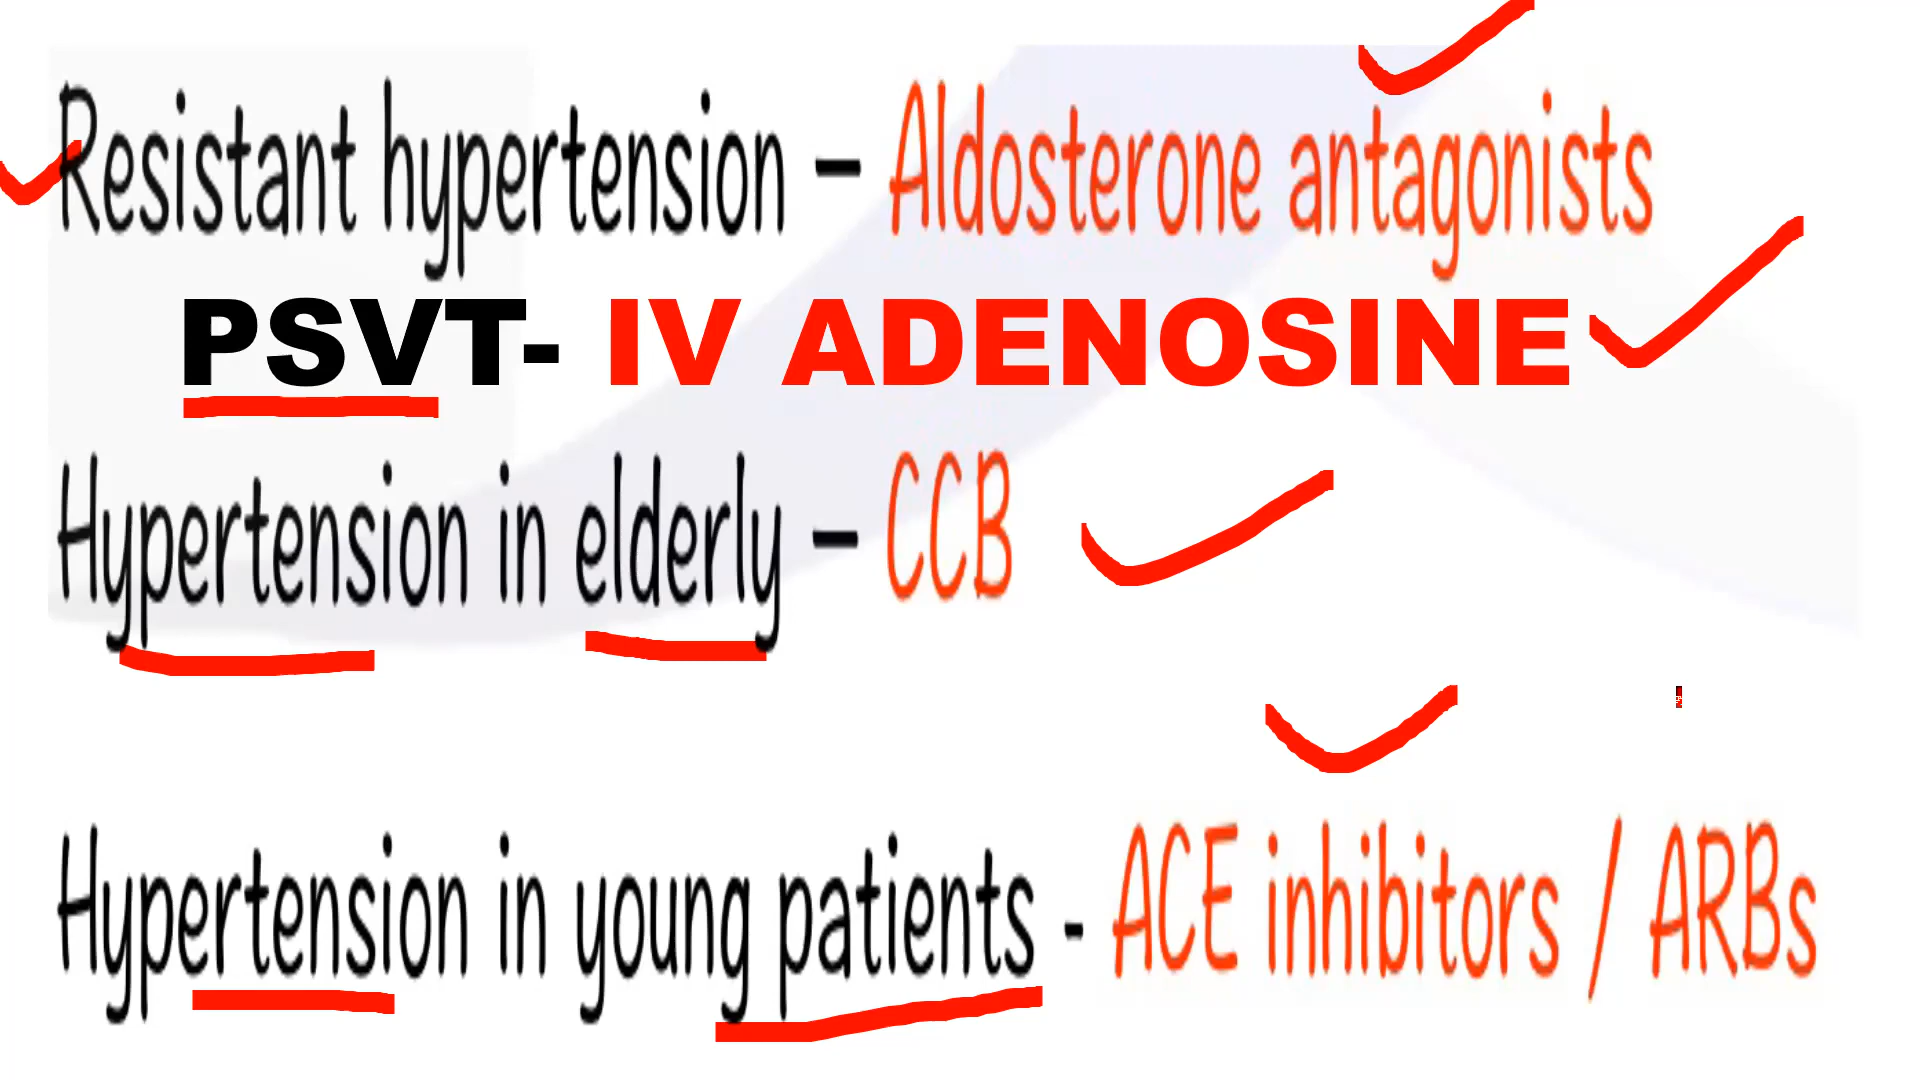 Resistant hypertension – Aldosterone antagonists
PSVT- IV ADENOSINE
Hypertension in elderly – CCB
Hypertension in young patients - ACE inhibitors / ARBs